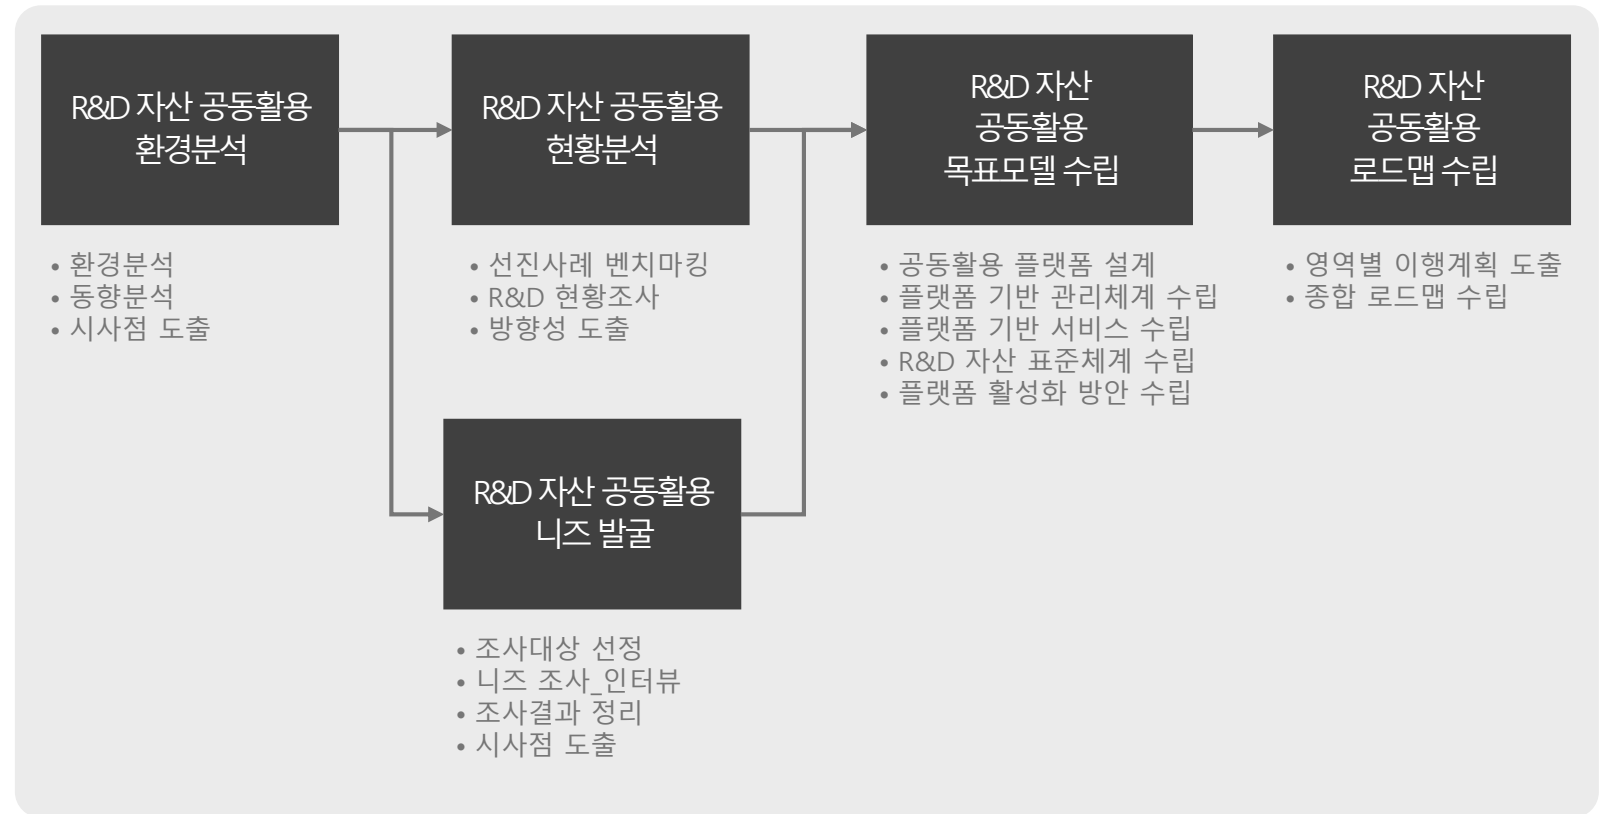 R&D 자산 공동활용
환경분석
• 환경분석
• 동향분석
• 시사점 도출
R&D 자산 공동활용
현황분석
• 선진사례 벤치마킹
• R&D 현황조사
• 방향성 도출
R&D 자산 공동활용
니즈 발굴
• 조사대상 선정
• 니즈 조사_인터뷰
• 조사결과 정리
• 시사점 도출
R&D 자산
공동활용
목표모델 수립
• 공동활용 플랫폼 설계
• 플랫폼 기반 관리체계 수립
• 플랫폼 기반 서비스 수립
• R&D 자산 표준체계 수립
• 플랫폼 활성화 방안 수립
R&D 자산
공동활용
로드맵 수립
• 영역별 이행계획 도출
• 종합 로드맵 수립